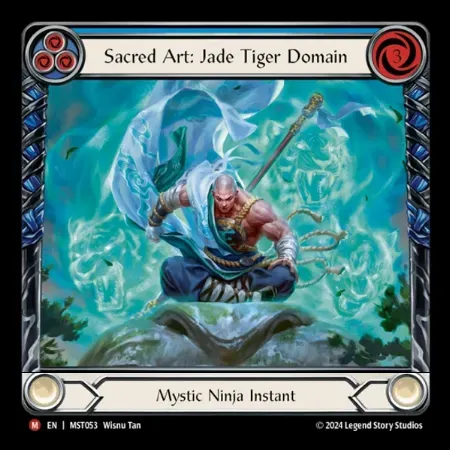 Sacred Art: Jade Tiger Domain
3
Mystic Ninja Instant
M EN | MST053 Wisnu Tan
© 2024 Legend Story Studios